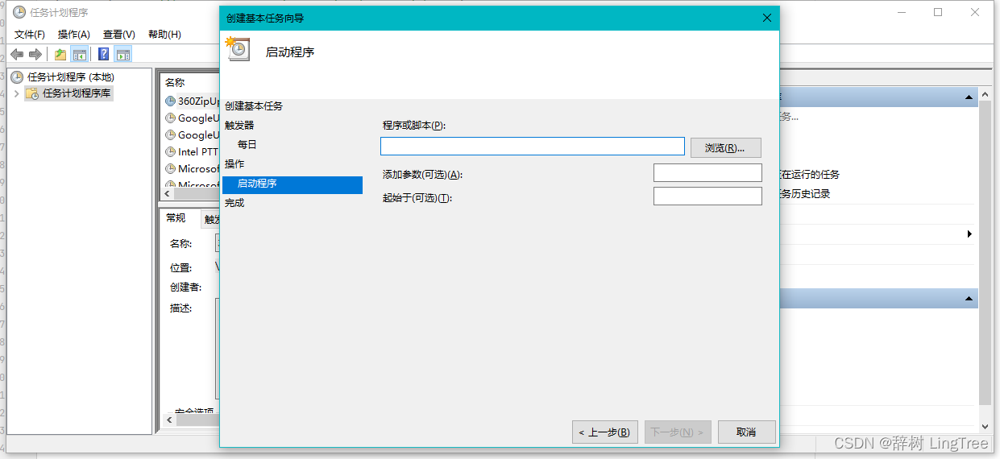 任务计划程序
文件(F) 操作(A) 查看(V) 帮助(H)
任务计划程序 (本地)
任务计划程序库
名称
360ZipUp
GoogleU
GoogleU
Intel PTT
Microsof
Microsof
常规 触发
名称:
位置: \
创建者:
描述:
安全选项
创建基本任务向导
启动程序
创建基本任务
触发器
每日
操作
启动程序
完成
程序或脚本(P):
浏览(R)...
添加参数(可选)(A):
起始于(可选)(T):
< 上一步(B) 下一步(N) > 取消
务...
在运行的任务
务历史记录
CSDN @辞树 LingTree